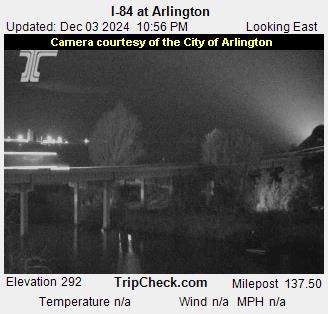 I-84 at Arlington
Updated: Dec 03 2024 10:56 PM Looking East
Camera courtesy of the City of Arlington
Elevation 292 TripCheck.com Milepost 137.50
Temperature n/a Wind n/a MPH n/a